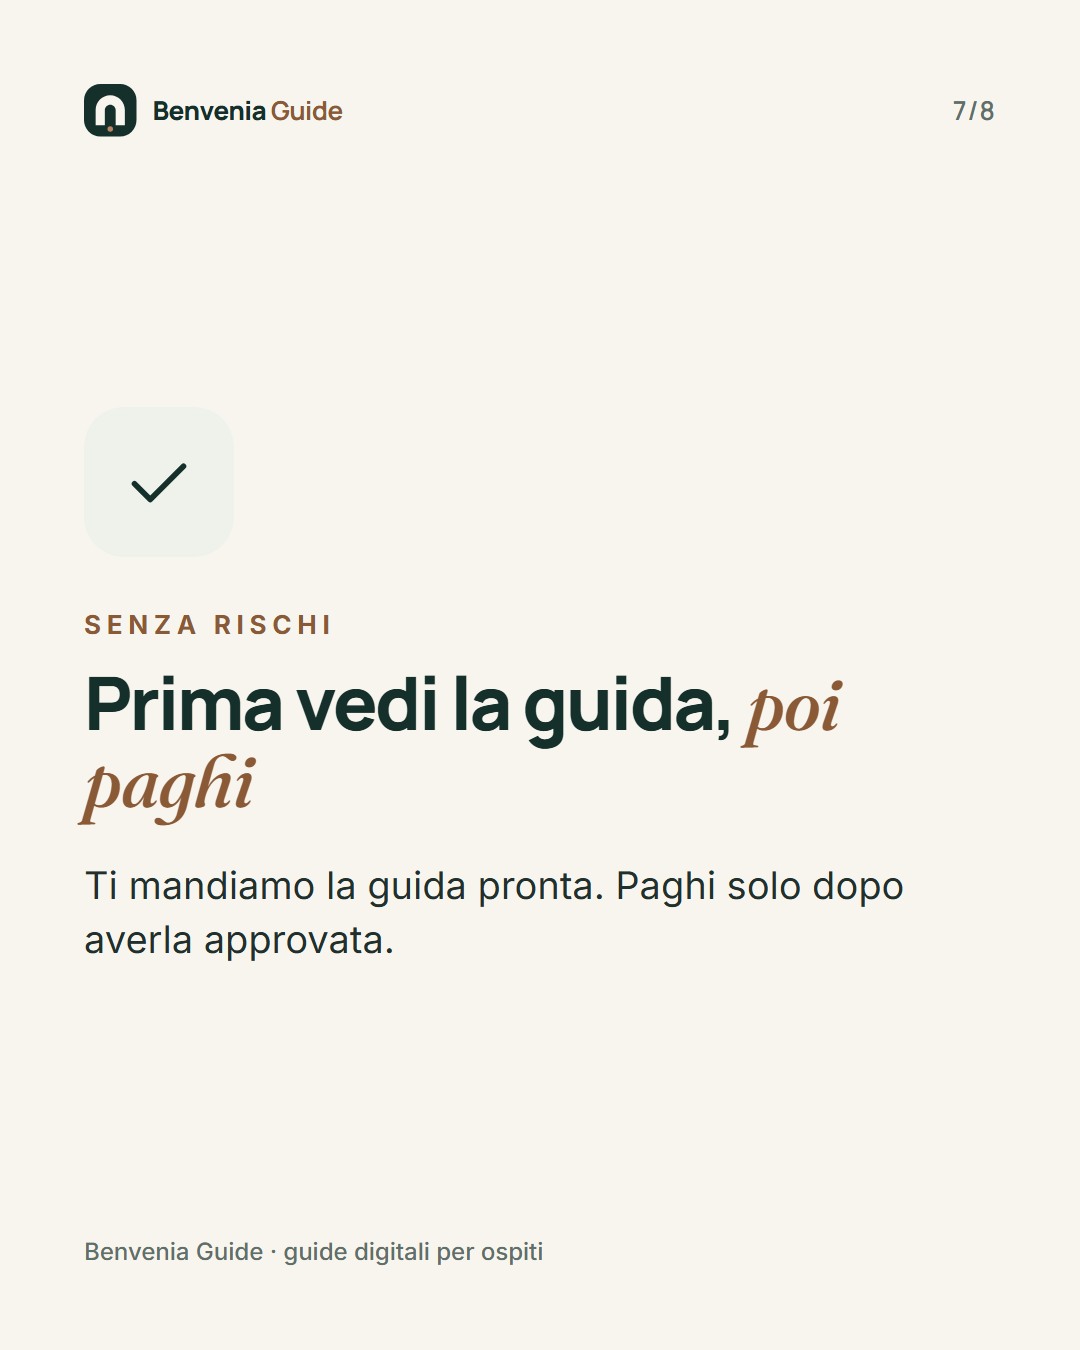 Benvenia Guide
7/8
SENZA RISCHI
Prima vedi la guida, poi
paghi
Ti mandiamo la guida pronta. Paghi solo dopo
averla approvata.
Benvenia Guide · guide digitali per ospiti